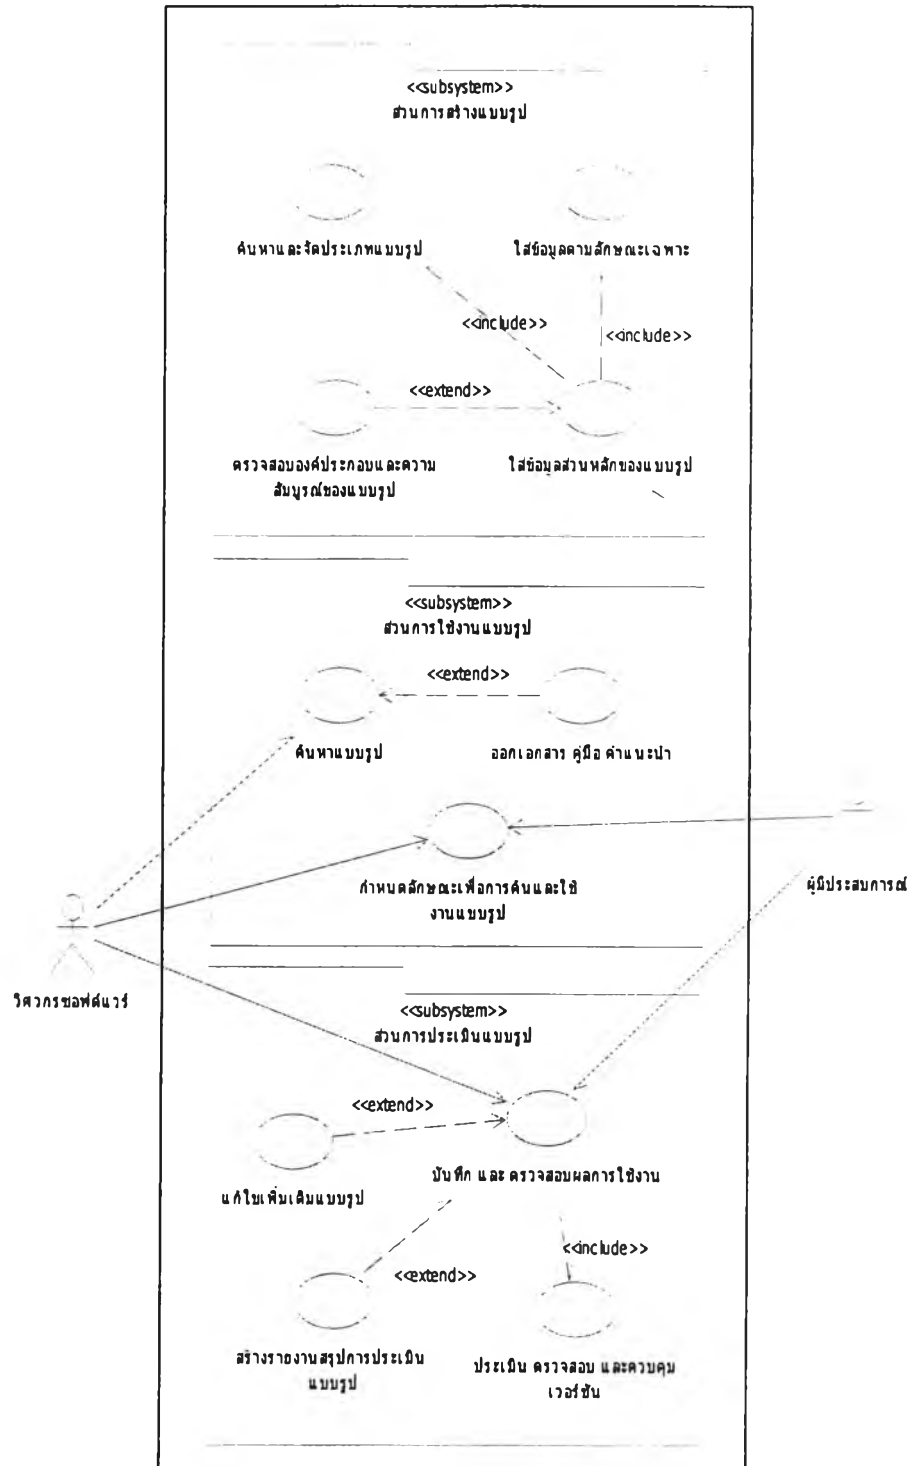 <<subsystem>>
ส่วนการสร้างแบบรูป
ค้นหาและจัดประเภทแบบรูป
ใส่ข้อมูลตามลักษณะเฉพาะ
<<include>>
<<include>>
<<extend>>
ตรวจสอบองค์ประกอบและความ
สัมบูรณ์ของแบบรูป
ใส่ข้อมูลส่วนหลักของแบบรูป
<<subsystem>>
ส่วนการใช้งานแบบรูป
<<extend>>
ค้นหาแบบรูป
ออกเอกสาร คู่มือ คำแนะนำ
กำหนดลักษณะเพื่อการค้นและใช้
งานแบบรูป
ผู้มีประสบการณ์
วิศวกรซอฟต์แวร์
<<subsystem>>
ส่วนการประเมินแบบรูป
<<extend>>
บันทึก และ ตรวจสอบผลการใช้งาน
แก้ไขเพิ่มเติมแบบรูป
<<include>>
<<extend>>
สร้างรายงานสรุปการประเมิน
แบบรูป
ประเมิน ตรวจสอบ และควบคุม
เวอร์ชัน